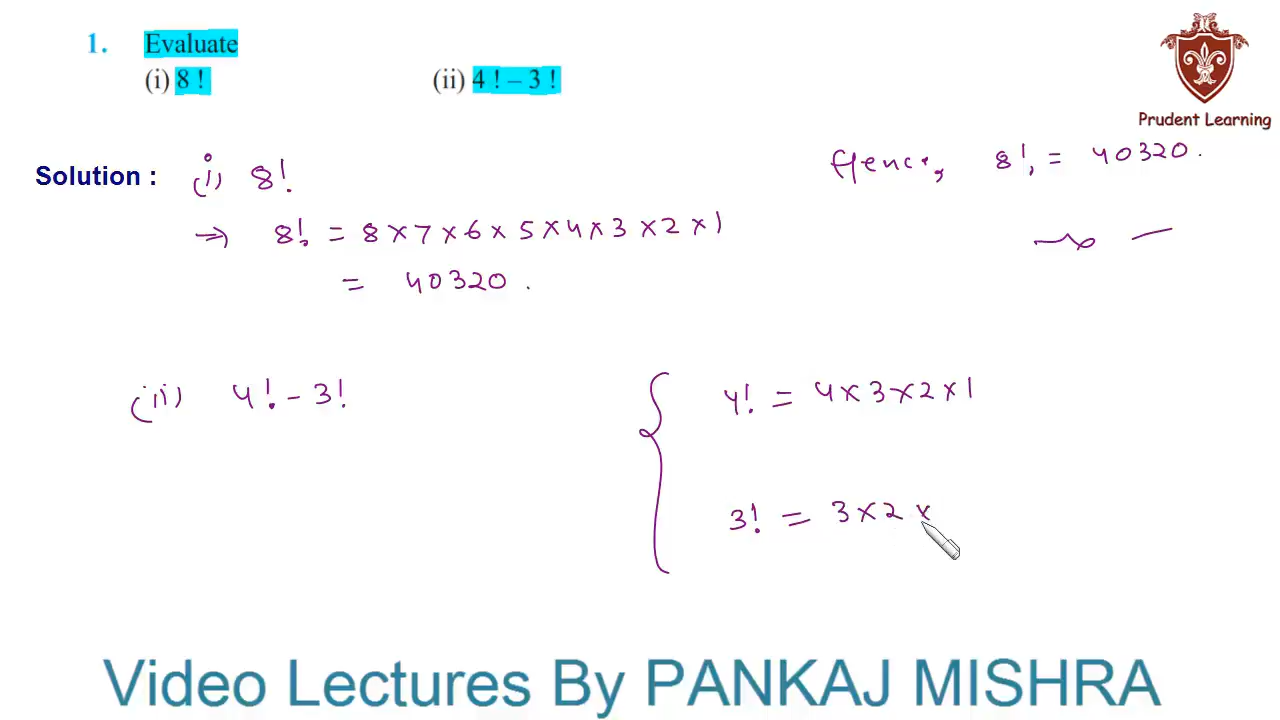 1. Evaluate
(i) 8 ! (ii) 4 ! – 3 !
Prudent Learning
Solution : (i) 8!
⇒ 8! = 8 × 7 × 6 × 5 × 4 × 3 × 2 × 1
= 40320 .
Hence, 8! = 40320 .
(ii) 4! - 3!
4! = 4 × 3 × 2 × 1
3! = 3 × 2 ×
Video Lectures By PANKAJ MISHRA